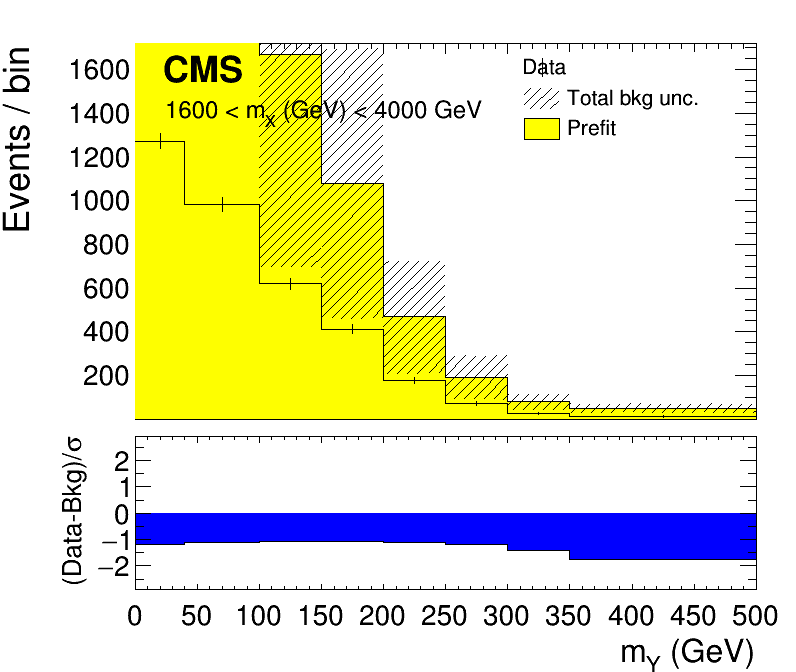 Events / bin
1600
1400
1200
1000
800
600
400
200
CMS
1600 < mX (GeV) < 4000 GeV
Data
Total bkg unc.
Prefit
(Data-Bkg)/σ
2
1
0
−1
−2
0 50 100 150 200 250 300 350 400 450 500
mY (GeV)